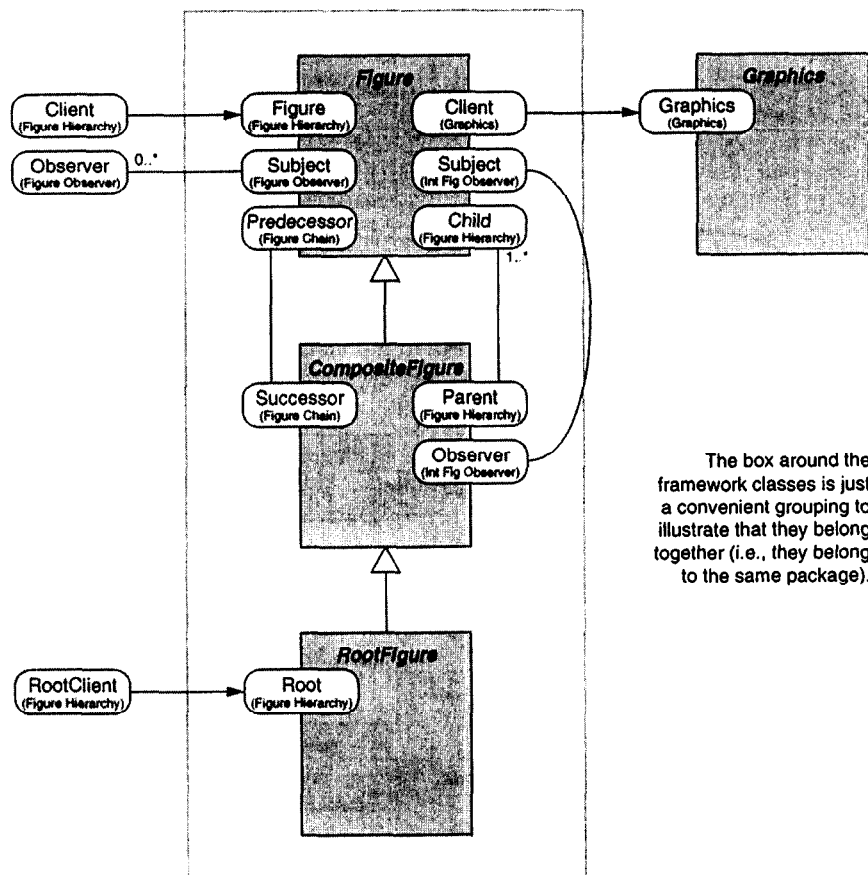 Figure
Graphics
Client
(Figure Hierarchy)
Figure
(Figure Hierarchy)
Client
(Graphics)
Graphics
(Graphics)
Observer
(Figure Observer)
0..*
Subject
(Figure Observer)
Subject
(Int Fig Observer)
Predecessor
(Figure Chain)
Child
(Figure Hierarchy)
1..*
CompositeFigure
Successor
(Figure Chain)
Parent
(Figure Hierarchy)
Observer
(Int Fig Observer)
The box around the
framework classes is just
a convenient grouping to
illustrate that they belong
together (i.e., they belong
to the same package).
RootFigure
RootClient
(Figure Hierarchy)
Root
(Figure Hierarchy)